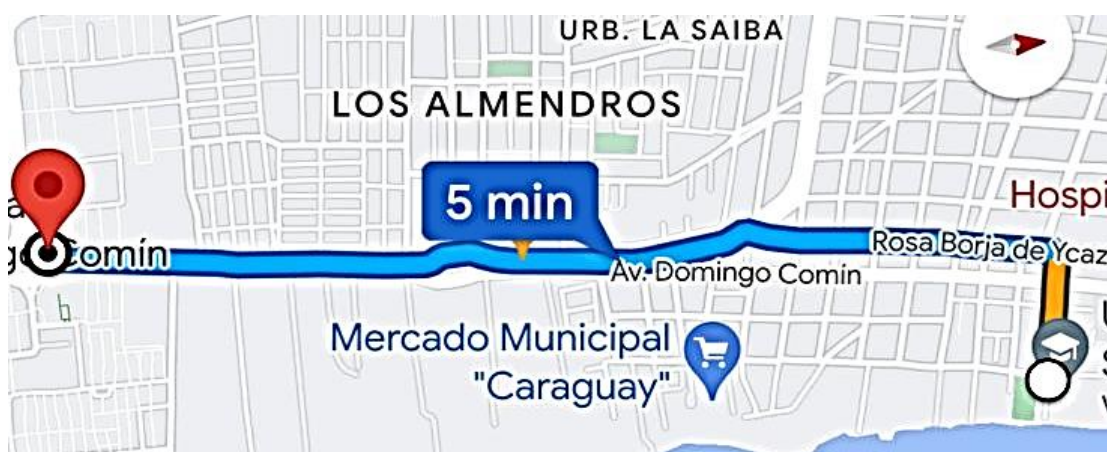 URB. LA SAIBA
LOS ALMENDROS
5 min
Hospi
Rosa Borja de Ycaz
Comín
Av. Domingo Comín
Mercado Municipal
"Caraguay"